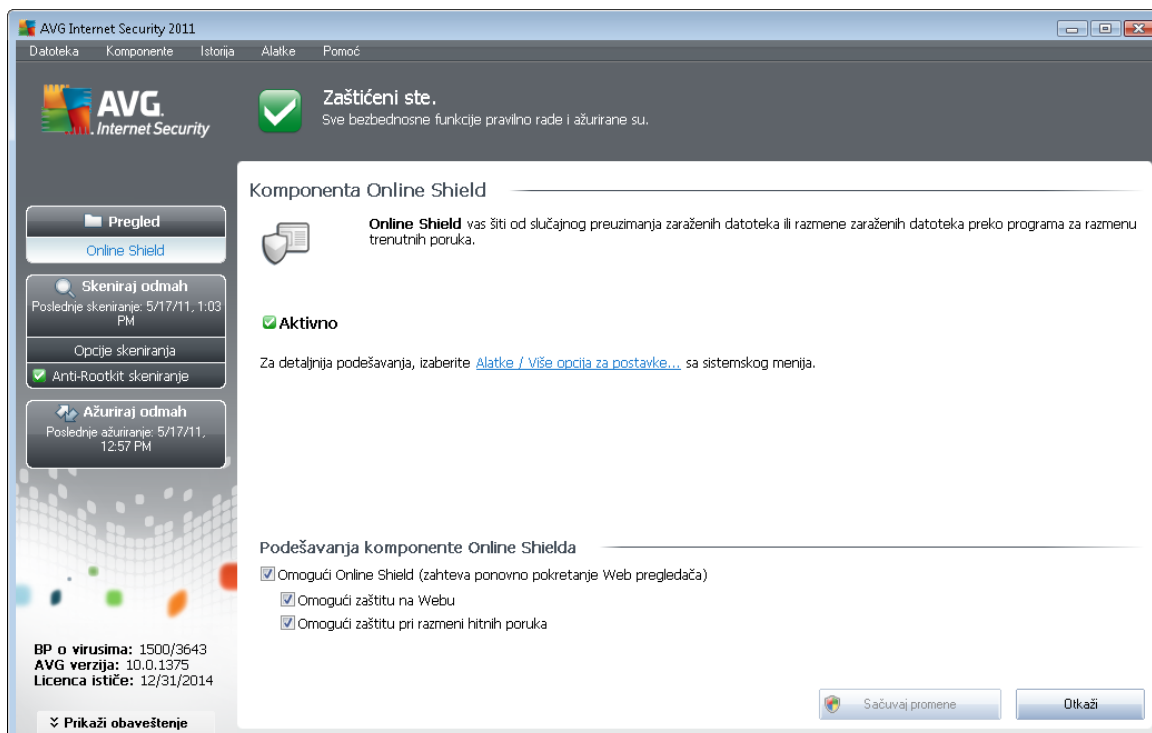 AVG Internet Security 2011
Datoteka Komponente Istorija Alatke Pomoć
AVG.
Internet Security
Zaštićeni ste.
Sve bezbednosne funkcije pravilno rade i ažurirane su.
Pregled
Online Shield
Skeniraj odmah
Poslednje skeniranje: 5/17/11, 1:03
PM
Opcije skeniranja
Anti-Rootkit skeniranje
Ažuriraj odmah
Poslednje ažuriranje: 5/17/11,
12:57 PM
BP o virusima: 1500/3643
AVG verzija: 10.0.1375
Licenca ističe: 12/31/2014
Prikaži obaveštenje
Komponenta Online Shield
Online Shield vas šiti od slučajnog preuzimanja zaraženih datoteka ili razmene zaraženih datoteka preko programa za razmenu
trenutnih poruka.
Aktivno
Za detaljnija podešavanja, izaberite Alatke / Više opcija za postavke... sa sistemskog menija.
Podešavanja komponente Online Shielda
Omogući Online Shield (zahteva ponovno pokretanje Web pregledača)
Omogući zaštitu na Webu
Omogući zaštitu pri razmeni hitnih poruka
Sačuvaj promene
Otkaži